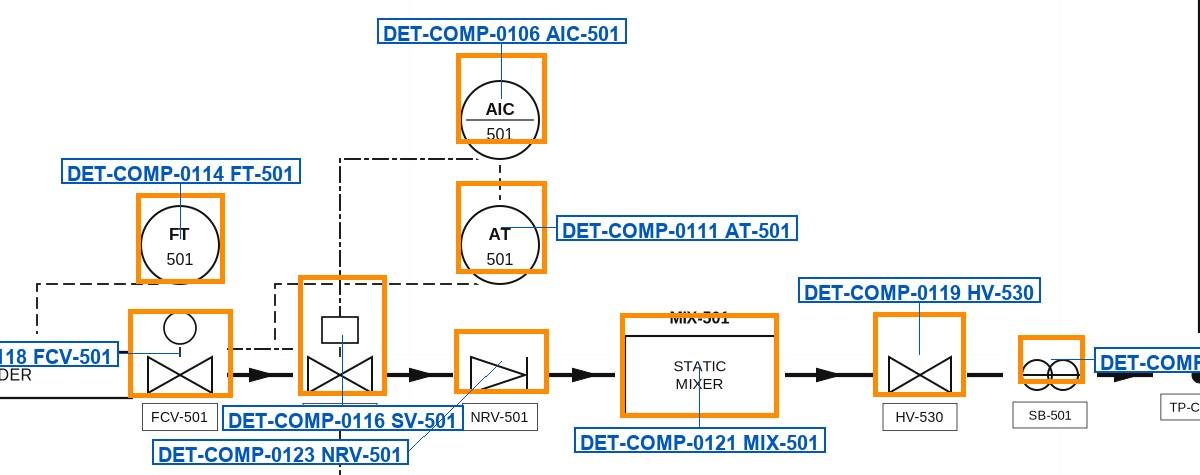 DET-COMP-0106 AIC-501
AIC
501
DET-COMP-0114 FT-501
FT
501
AT
501
DET-COMP-0111 AT-501
DET-COMP-0119 HV-530
MIX-501
118 FCV-501
DER
STATIC
MIXER
DET-COMP
FCV-501
DET-COMP-0116 SV-501
NRV-501
HV-530
SB-501
TP-C
DET-COMP-0121 MIX-501
DET-COMP-0123 NRV-501